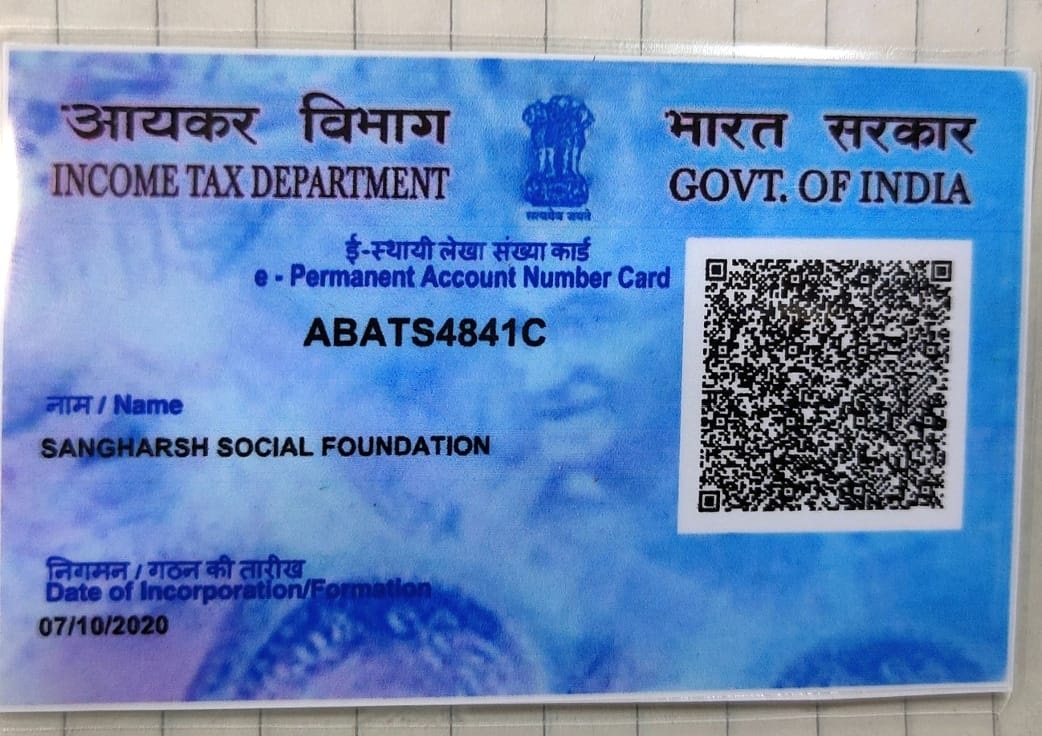 आयकर विभाग
INCOME TAX DEPARTMENT
सत्यमेव जयते
भारत सरकार
GOVT. OF INDIA
ई-स्थायी लेखा संख्या कार्ड
e - Permanent Account Number Card
ABATS4841C
नाम / Name
SANGHARSH SOCIAL FOUNDATION
निगमन / गठन की तारीख
Date of Incorporation/Formation
07/10/2020